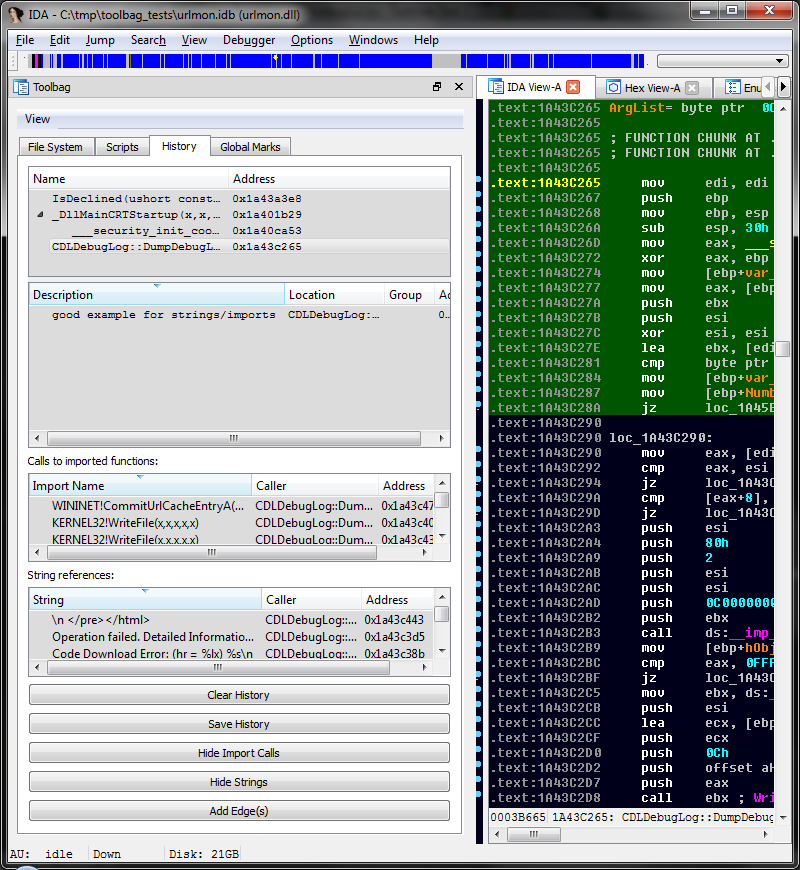 IDA - C:\tmp\toolbag_tests\urlmon.idb (urlmon.dll)
File Edit Jump Search View Debugger Options Windows Help
Toolbag
View
File System Scripts History Global Marks
Name Address
IsDeclined(ushort const... 0x1a43a3e8
_DllMainCRTStartup(x,x,... 0x1a401b29
___security_init_coo... 0x1a40ca53
CDLDebugLog::DumpDebugL... 0x1a43c265
Description Location Group Ac
good example for strings/imports CDLDebugLog:... 0..
Calls to imported functions:
Import Name Caller Address
WININET!CommitUrlCacheEntryA(... CDLDebugLog::Dum... 0x1a43c47
KERNEL32!WriteFile(x,x,x,x,x) CDLDebugLog::Dum... 0x1a43c40
KERNEL32!WriteFile(x,x,x,x,x) CDLDebugLog::Dum... 0x1a43c43
String references:
String Caller Address
\n </pre></html> CDLDebugLog::... 0x1a43c443
Operation failed. Detailed Informatio... CDLDebugLog::... 0x1a43c3d5
Code Download Error: (hr = %lx) %s\n CDLDebugLog::... 0x1a43c38b
Clear History
Save History
Hide Import Calls
Hide Strings
Add Edge(s)
IDA View-A Hex View-A Enu
.text:1A43C265 ArgList= byte ptr 0C
.text:1A43C265
.text:1A43C265 ; FUNCTION CHUNK AT .
.text:1A43C265 ; FUNCTION CHUNK AT .
.text:1A43C265
.text:1A43C265 mov edi, edi
.text:1A43C267 push ebp
.text:1A43C268 mov ebp, esp
.text:1A43C26A sub esp, 30h
.text:1A43C26D mov eax, ___s
.text:1A43C272 xor eax, ebp
.text:1A43C274 mov [ebp+var_
.text:1A43C277 mov eax, [ebp
.text:1A43C27A push ebx
.text:1A43C27B push esi
.text:1A43C27C xor esi, esi
.text:1A43C27E lea ebx, [edi
.text:1A43C281 cmp byte ptr
.text:1A43C284 mov [ebp+var_
.text:1A43C287 mov [ebp+Numb
.text:1A43C28A jz loc_1A45E
.text:1A43C290
.text:1A43C290 loc_1A43C290:
.text:1A43C290 mov eax, [edi
.text:1A43C292 cmp eax, esi
.text:1A43C294 jz loc_1A43C
.text:1A43C29A cmp [eax+8],
.text:1A43C29D jz loc_1A43C
.text:1A43C2A3 push esi
.text:1A43C2A4 push 80h
.text:1A43C2A9 push 2
.text:1A43C2AB push esi
.text:1A43C2AC push esi
.text:1A43C2AD push 0C0000000
.text:1A43C2B2 push ebx
.text:1A43C2B3 call ds:__imp_
.text:1A43C2B9 mov [ebp+hObj
.text:1A43C2BC cmp eax, 0FFF
.text:1A43C2BF jz loc_1A43C
.text:1A43C2C5 mov ebx, ds:_
.text:1A43C2CB push esi
.text:1A43C2CC lea ecx, [ebp
.text:1A43C2CF push ecx
.text:1A43C2D0 push 0Ch
.text:1A43C2D2 push offset aH
.text:1A43C2D7 push eax
.text:1A43C2D8 call ebx ; Wri
0003B665 1A43C265: CDLDebugLog::DumpDebug
AU: idle Down Disk: 21GB